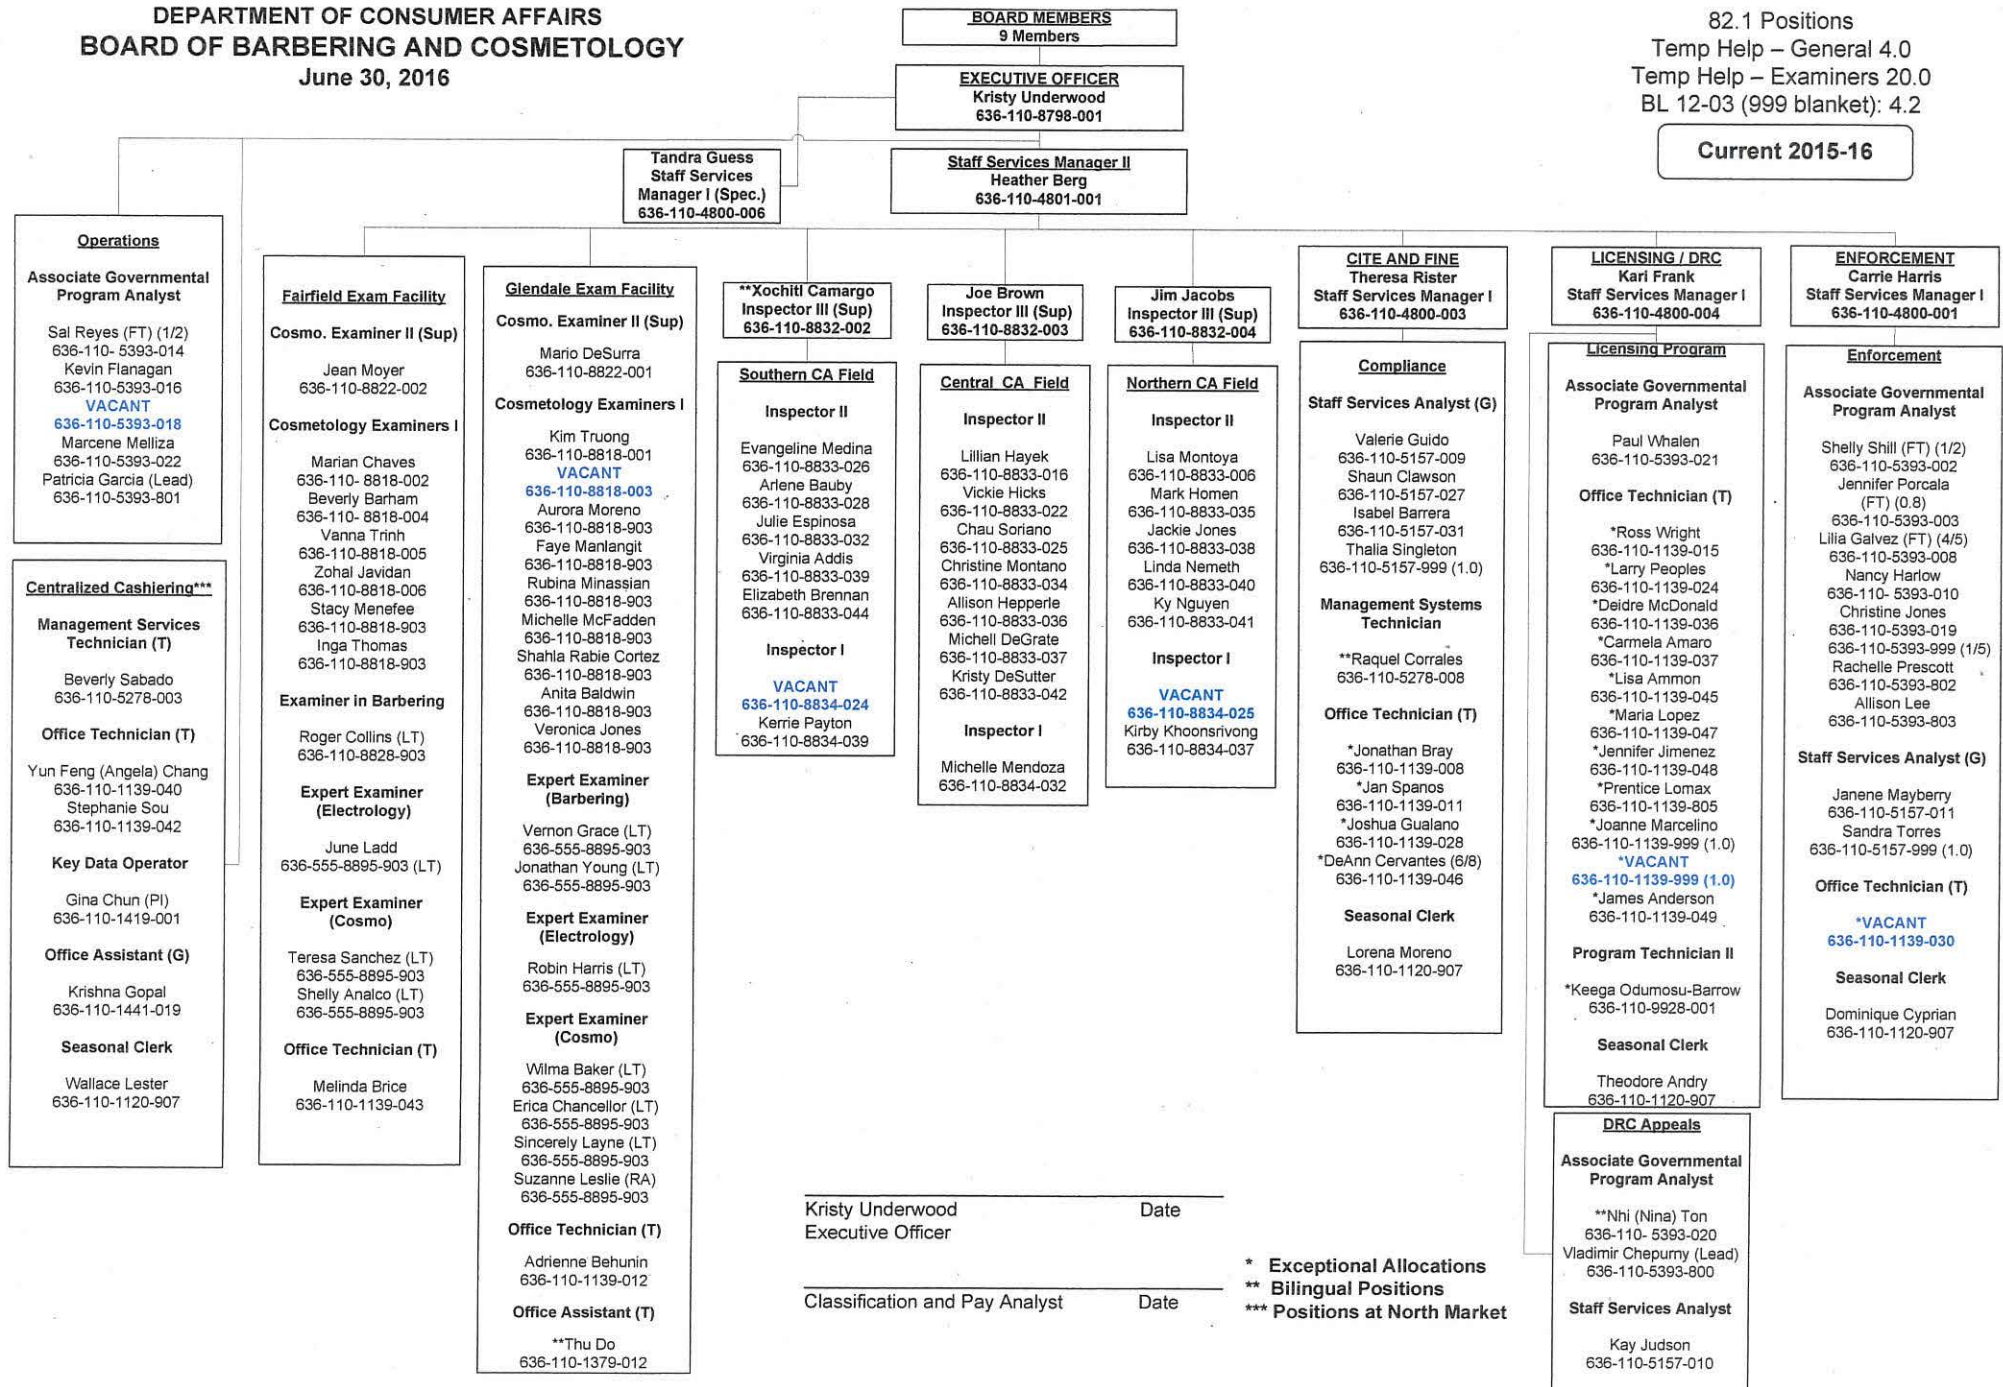 DEPARTMENT OF CONSUMER AFFAIRS
BOARD OF BARBERING AND COSMETOLOGY
June 30, 2016
BOARD MEMBERS
9 Members
EXECUTIVE OFFICER
Kristy Underwood
636-110-8798-001
82.1 Positions
Temp Help – General 4.0
Temp Help – Examiners 20.0
BL 12-03 (999 blanket): 4.2
Current 2015-16
Tandra Guess
Staff Services
Manager I (Spec.)
636-110-4800-006
Staff Services Manager II
Heather Berg
636-110-4801-001
Operations
Associate Governmental
Program Analyst
Sal Reyes (FT) (1/2)
636-110- 5393-014
Kevin Flanagan
636-110-5393-016
VACANT
636-110-5393-018
Marcene Melliza
636-110-5393-022
Patricia Garcia (Lead)
636-110-5393-801
Centralized Cashiering***
Management Services
Technician (T)
Beverly Sabado
636-110-5278-003
Office Technician (T)
Yun Feng (Angela) Chang
636-110-1139-040
Stephanie Sou
636-110-1139-042
Key Data Operator
Gina Chun (PI)
636-110-1419-001
Office Assistant (G)
Krishna Gopal
636-110-1441-019
Seasonal Clerk
Wallace Lester
636-110-1120-907
Fairfield Exam Facility
Cosmo. Examiner II (Sup)
Jean Moyer
636-110-8822-002
Cosmetology Examiners I
Marian Chaves
636-110- 8818-002
Beverly Barham
636-110- 8818-004
Vanna Trinh
636-110-8818-005
Zohal Javidan
636-110-8818-006
Stacy Menefee
636-110-8818-903
Inga Thomas
636-110-8818-903
Examiner in Barbering
Roger Collins (LT)
636-110-8828-903
Expert Examiner
(Electrology)
June Ladd
636-555-8895-903 (LT)
Expert Examiner
(Cosmo)
Teresa Sanchez (LT)
636-555-8895-903
Shelly Analco (LT)
636-555-8895-903
Office Technician (T)
Melinda Brice
636-110-1139-043
Glendale Exam Facility
Cosmo. Examiner II (Sup)
Mario DeSurra
636-110-8822-001
Cosmetology Examiners I
Kim Truong
636-110-8818-001
VACANT
636-110-8818-003
Aurora Moreno
636-110-8818-903
Faye Manlangit
636-110-8818-903
Rubina Minassian
636-110-8818-903
Michelle McFadden
636-110-8818-903
Shahla Rabie Cortez
636-110-8818-903
Anita Baldwin
636-110-8818-903
Veronica Jones
636-110-8818-903
Expert Examiner
(Barbering)
Vernon Grace (LT)
636-555-8895-903
Jonathan Young (LT)
636-555-8895-903
Expert Examiner
(Electrology)
Robin Harris (LT)
636-555-8895-903
Expert Examiner
(Cosmo)
Wilma Baker (LT)
636-555-8895-903
Erica Chancellor (LT)
636-555-8895-903
Sincerely Layne (LT)
636-555-8895-903
Suzanne Leslie (RA)
636-555-8895-903
Office Technician (T)
Adrienne Behunin
636-110-1139-012
Office Assistant (T)
**Thu Do
636-110-1379-012
**Xochitl Camargo
Inspector III (Sup)
636-110-8832-002
Southern CA Field
Inspector II
Evangeline Medina
636-110-8833-026
Arlene Bauby
636-110-8833-028
Julie Espinosa
636-110-8833-032
Virginia Addis
636-110-8833-039
Elizabeth Brennan
636-110-8833-044
Inspector I
VACANT
636-110-8834-024
Kerrie Payton
636-110-8834-039
Joe Brown
Inspector III (Sup)
636-110-8832-003
Central CA Field
Inspector II
Lillian Hayek
636-110-8833-016
Vickie Hicks
636-110-8833-022
Chau Soriano
636-110-8833-025
Christine Montano
636-110-8833-034
Allison Hepperle
636-110-8833-036
Michell DeGrate
636-110-8833-037
Kristy DeSutter
636-110-8833-042
Inspector I
Michelle Mendoza
636-110-8834-032
Jim Jacobs
Inspector III (Sup)
636-110-8832-004
Northern CA Field
Inspector II
Lisa Montoya
636-110-8833-006
Mark Homen
636-110-8833-035
Jackie Jones
636-110-8833-038
Linda Nemeth
636-110-8833-040
Ky Nguyen
636-110-8833-041
Inspector I
VACANT
636-110-8834-025
Kirby Khoonsrivong
636-110-8834-037
CITE AND FINE
Theresa Rister
Staff Services Manager I
636-110-4800-003
Compliance
Staff Services Analyst (G)
Valerie Guido
636-110-5157-009
Shaun Clawson
636-110-5157-027
Isabel Barrera
636-110-5157-031
Thalia Singleton
636-110-5157-999 (1.0)
Management Systems
Technician
**Raquel Corrales
636-110-5278-008
Office Technician (T)
*Jonathan Bray
636-110-1139-008
*Jan Spanos
636-110-1139-011
*Joshua Gualano
636-110-1139-028
*DeAnn Cervantes (6/8)
636-110-1139-046
Seasonal Clerk
Lorena Moreno
636-110-1120-907
LICENSING / DRC
Kari Frank
Staff Services Manager I
636-110-4800-004
Licensing Program
Associate Governmental
Program Analyst
Paul Whalen
636-110-5393-021
Office Technician (T)
*Ross Wright
636-110-1139-015
*Larry Peoples
636-110-1139-024
*Deidre McDonald
636-110-1139-036
*Carmela Amaro
636-110-1139-037
*Lisa Ammon
636-110-1139-045
*Maria Lopez
636-110-1139-047
*Jennifer Jimenez
636-110-1139-048
*Prentice Lomax
636-110-1139-805
*Joanne Marcelino
636-110-1139-999 (1.0)
*VACANT
636-110-1139-999 (1.0)
*James Anderson
636-110-1139-049
Program Technician II
*Keega Odumosu-Barrow
636-110-9928-001
Seasonal Clerk
Theodore Andry
636-110-1120-907
DRC Appeals
Associate Governmental
Program Analyst
**Nhi (Nina) Ton
636-110- 5393-020
Vladimir Chepurny (Lead)
636-110-5393-800
Staff Services Analyst
Kay Judson
636-110-5157-010
ENFORCEMENT
Carrie Harris
Staff Services Manager I
636-110-4800-001
Enforcement
Associate Governmental
Program Analyst
Shelly Shill (FT) (1/2)
636-110-5393-002
Jennifer Porcala
(FT) (0.8)
636-110-5393-003
Lilia Galvez (FT) (4/5)
636-110-5393-008
Nancy Harlow
636-110- 5393-010
Christine Jones
636-110-5393-019
636-110-5393-999 (1/5)
Rachelle Prescott
636-110-5393-802
Allison Lee
636-110-5393-803
Staff Services Analyst (G)
Janene Mayberry
636-110-5157-011
Sandra Torres
636-110-5157-999 (1.0)
Office Technician (T)
*VACANT
636-110-1139-030
Seasonal Clerk
Dominique Cyprian
636-110-1120-907
Kristy Underwood Date
Executive Officer
Classification and Pay Analyst Date
* Exceptional Allocations
** Bilingual Positions
*** Positions at North Market